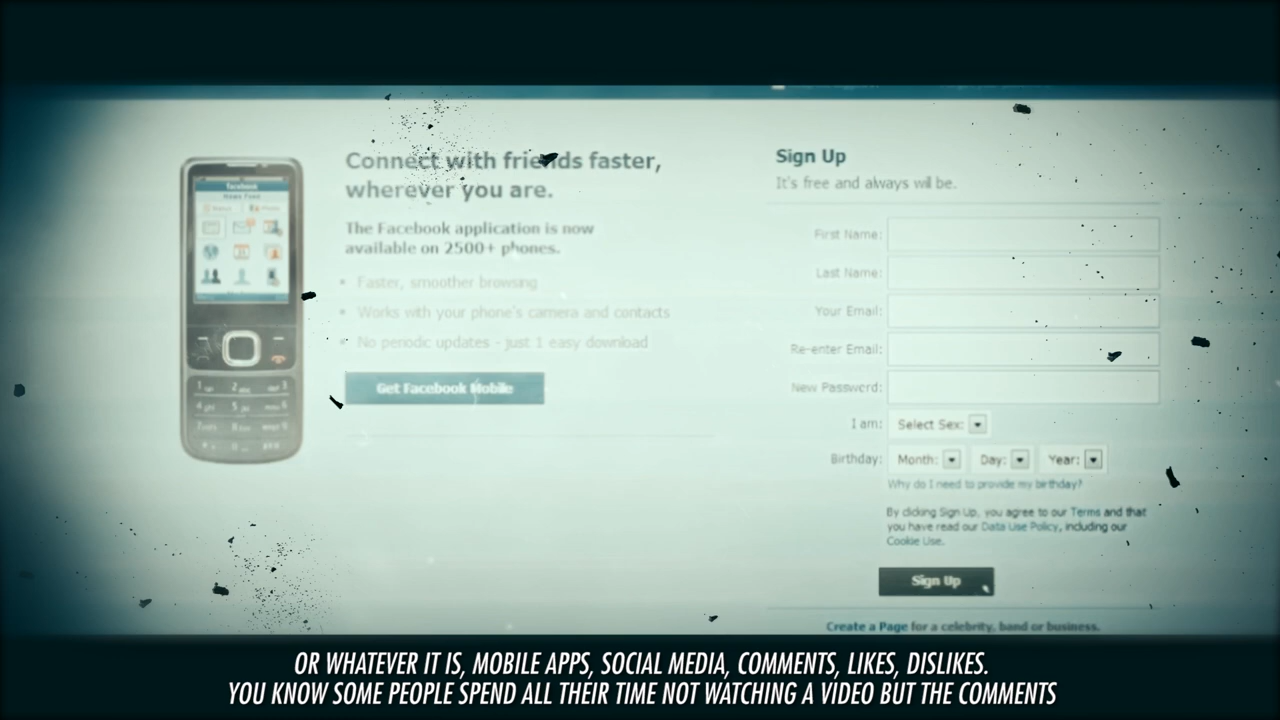 facebook
Connect with friends faster,
wherever you are.
The Facebook application is now
available on 2500+ phones.
Faster, smoother browsing
Works with your phone's camera and contacts
No periodic updates - just 1 easy download
Get Facebook Mobile
Sign Up
It's free and always will be.
First Name:
Last Name:
Your Email:
Re-enter Email:
New Password:
I am: Select Sex:
Birthday: Month: Day: Year:
Why do I need to provide my birthday?
By clicking Sign Up, you agree to our Terms and that
you have read our Data Use Policy, including our
Cookie Use.
Sign Up
Create a Page for a celebrity, band or business.
OR WHATEVER IT IS, MOBILE APPS, SOCIAL MEDIA, COMMENTS, LIKES, DISLIKES.
YOU KNOW SOME PEOPLE SPEND ALL THEIR TIME NOT WATCHING A VIDEO BUT THE COMMENTS